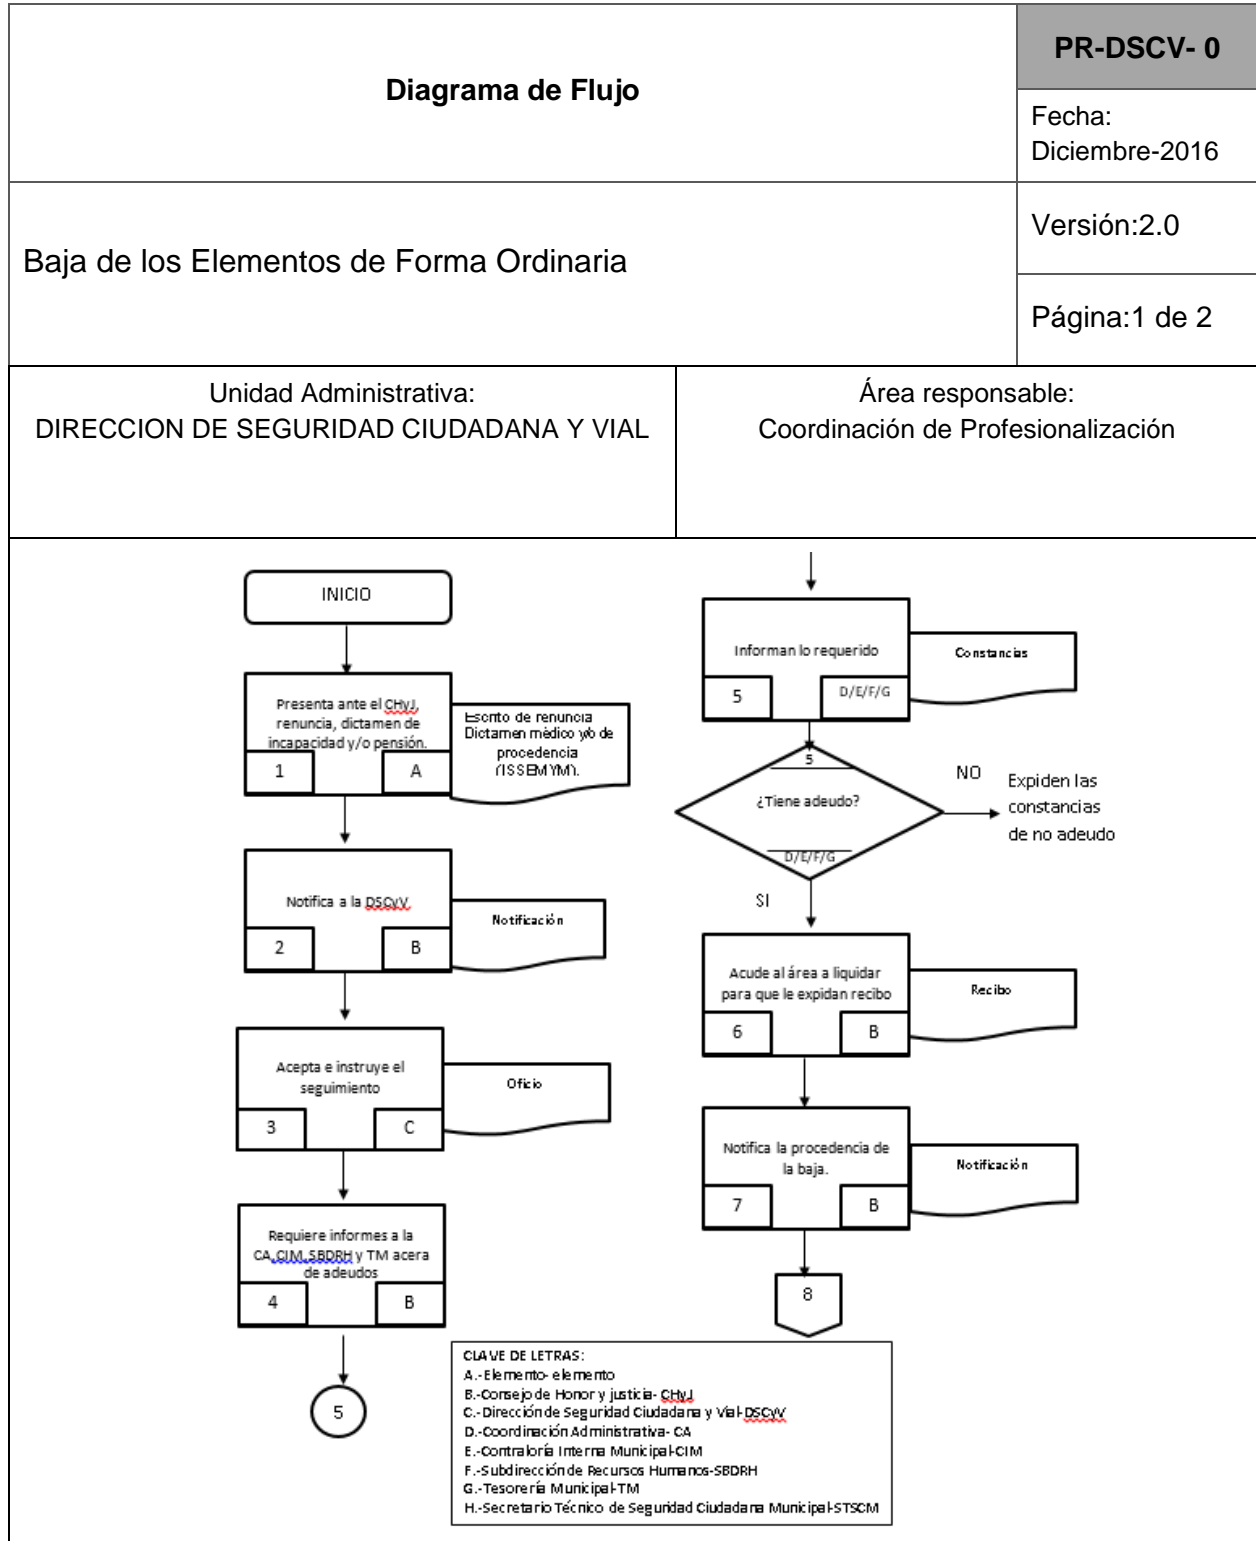 Diagrama de Flujo
PR-DSCV- 0
Fecha:
Diciembre-2016
Baja de los Elementos de Forma Ordinaria
Versión:2.0
Página:1 de 2
Unidad Administrativa:
DIRECCION DE SEGURIDAD CIUDADANA Y VIAL
Área responsable:
Coordinación de Profesionalización
INICIO
Presenta ante el CHyJ,
renuncia, dictamen de
incapacidad y/o pensión.
1
A
Escrito de renuncia
Dictamen médico y/o de
procedencia
(ISSEMYM).
Notifica a la DSCyV
2
B
Notificación
Acepta e instruye el
seguimiento
3
C
Oficio
Requiere informes a la
CA,CIM,SBDRH y TM acera
de adeudos
4
B
5
Informan lo requerido
5
D/E/F/G
Constancias
5
¿Tiene adeudo?
D/E/F/G
NO
Expiden las
constancias
de no adeudo
SI
Acude al área a liquidar
para que le expidan recibo
6
B
Recibo
Notifica la procedencia de
la baja.
7
B
Notificación
8
CLAVE DE LETRAS:
A.-Elemento- elemento
B.-Consejo de Honor y justicia- CHyJ
C.-Dirección de Seguridad Ciudadana y Vial-DSCyV
D.-Coordinación Administrativa- CA
E.-Contraloría Interna Municipal-CIM
F.-Subdirección de Recursos Humanos-SBDRH
G.-Tesorería Municipal-TM
H.-Secretario Técnico de Seguridad Ciudadana Municipal-STSCM